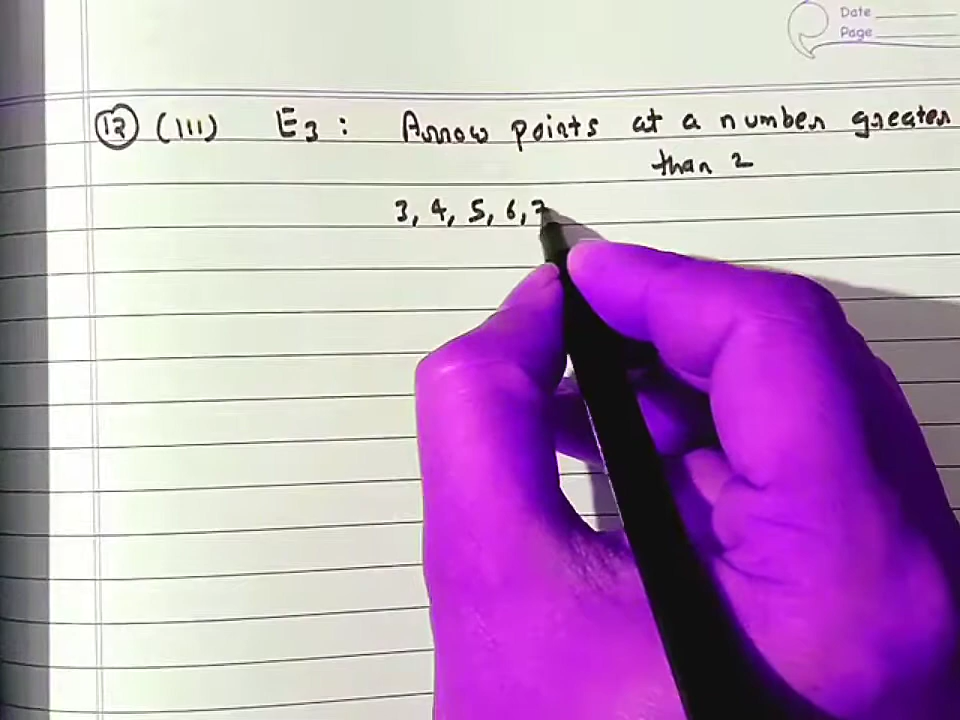 Date
Page
12 (III) E3 : Arrow points at a number greater
than 2
3, 4, 5, 6, 7